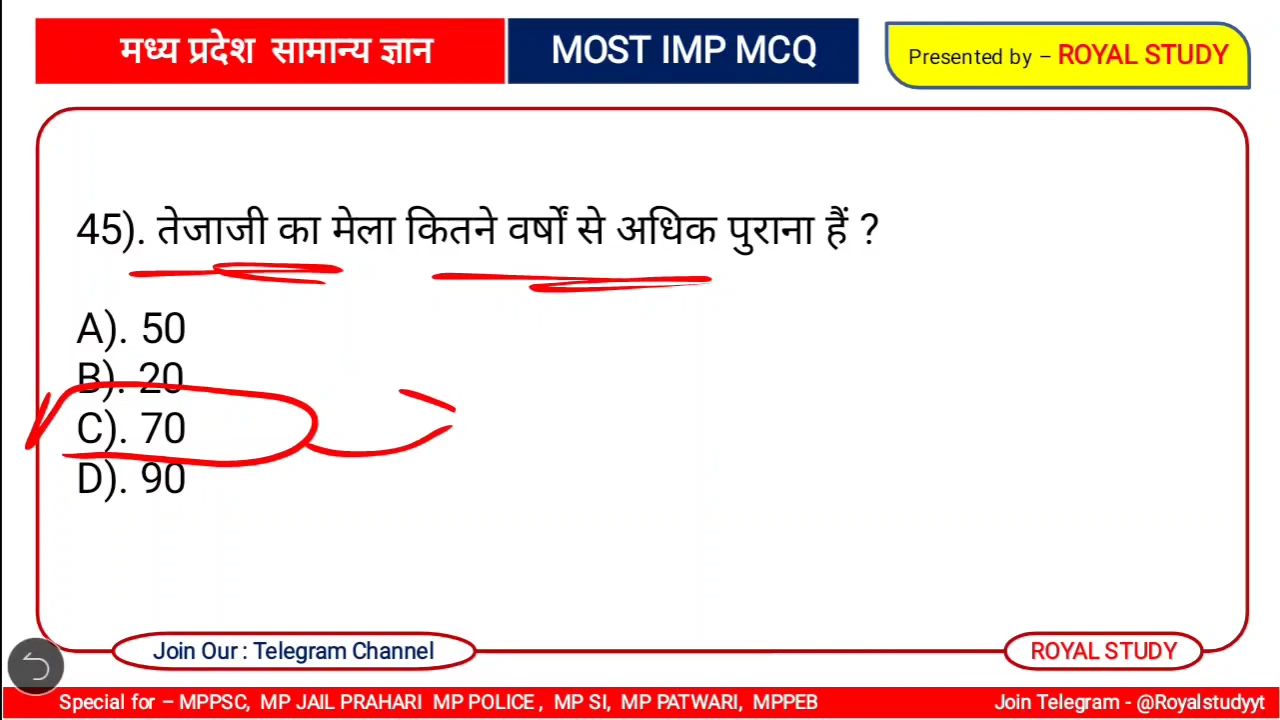 मध्य प्रदेश सामान्य ज्ञान
MOST IMP MCQ
Presented by – ROYAL STUDY
45). तेजाजी का मेला कितने वर्षों से अधिक पुराना हैं ?
A). 50
B). 20
C). 70
D). 90
Join Our : Telegram Channel
ROYAL STUDY
Special for – MPPSC, MP JAIL PRAHARI MP POLICE , MP SI, MP PATWARI, MPPEB
Join Telegram - @Royalstudyyt